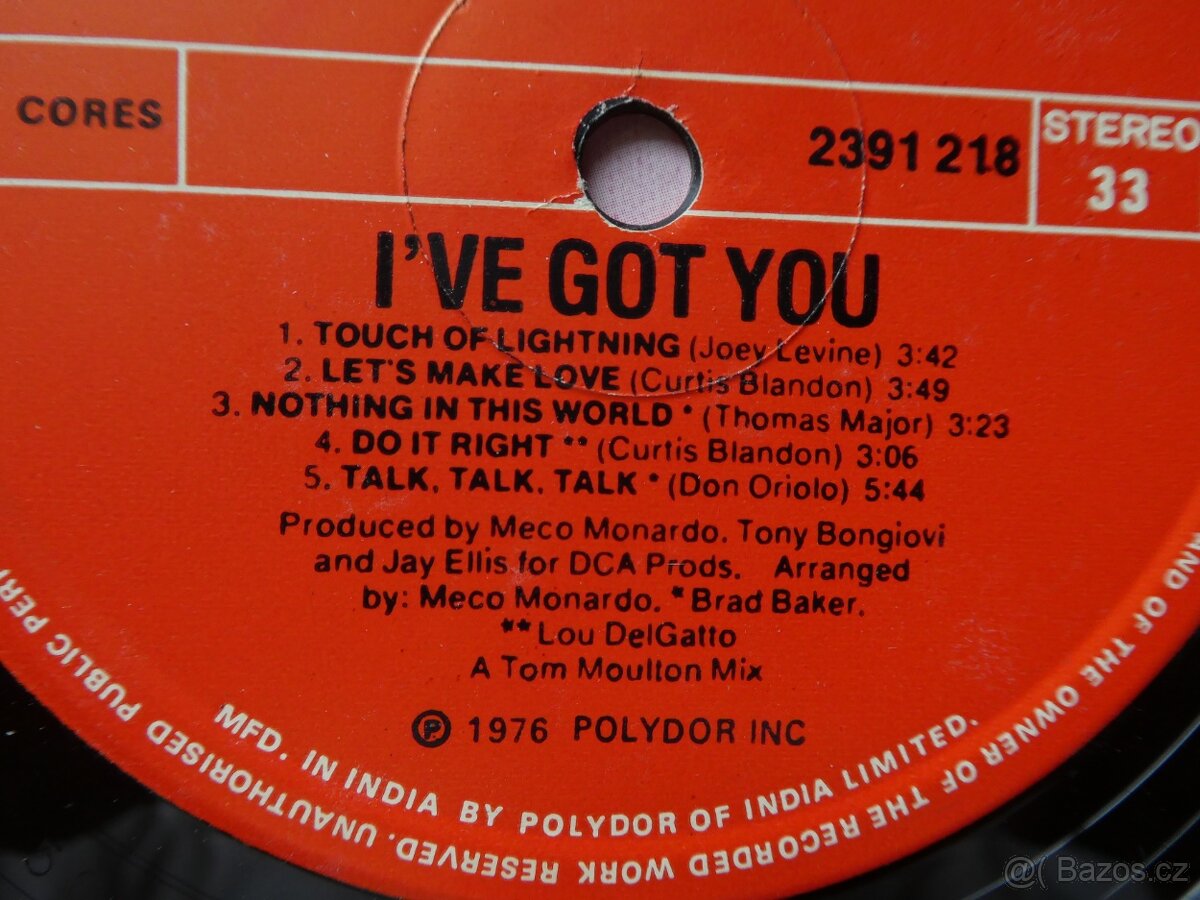 CORES
2391 218
STEREO
33
I'VE GOT YOU
1. TOUCH OF LIGHTNING (Joey Levine) 3:42
2. LET'S MAKE LOVE (Curtis Blandon) 3:49
3. NOTHING IN THIS WORLD * (Thomas Major) 3:23
4. DO IT RIGHT ** (Curtis Blandon) 3:06
5. TALK, TALK, TALK * (Don Oriolo) 5:44
Produced by Meco Monardo, Tony Bongiovi
and Jay Ellis for DCA Prods. Arranged
by: Meco Monardo, *Brad Baker,
**Lou DelGatto
A Tom Moulton Mix
℗ 1976 POLYDOR INC
MFD. IN INDIA BY POLYDOR OF INDIA LIMITED.
AND OF THE OWNER OF THE RECORDED WORK RESERVED. UNAUTHORISED PUBLIC PERF
@( Bazos.cz